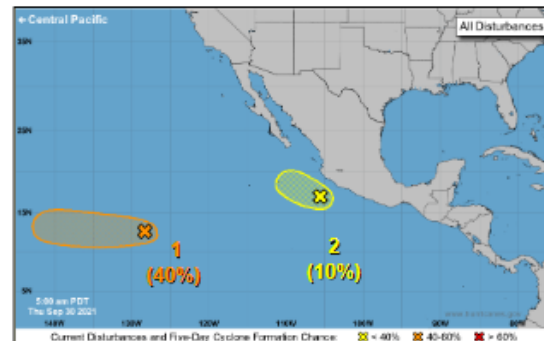 ← Central Pacific
All Disturbances
35N
25N
15N
5N
1
(40%)
2
(10%)
5:00 am PDT
Thu Sep 30 2021
140W 130W 110W 100W 90W 80W
Current Disturbances and Five-Day Cyclone Formation Chance: < 40% 40-60% > 60%